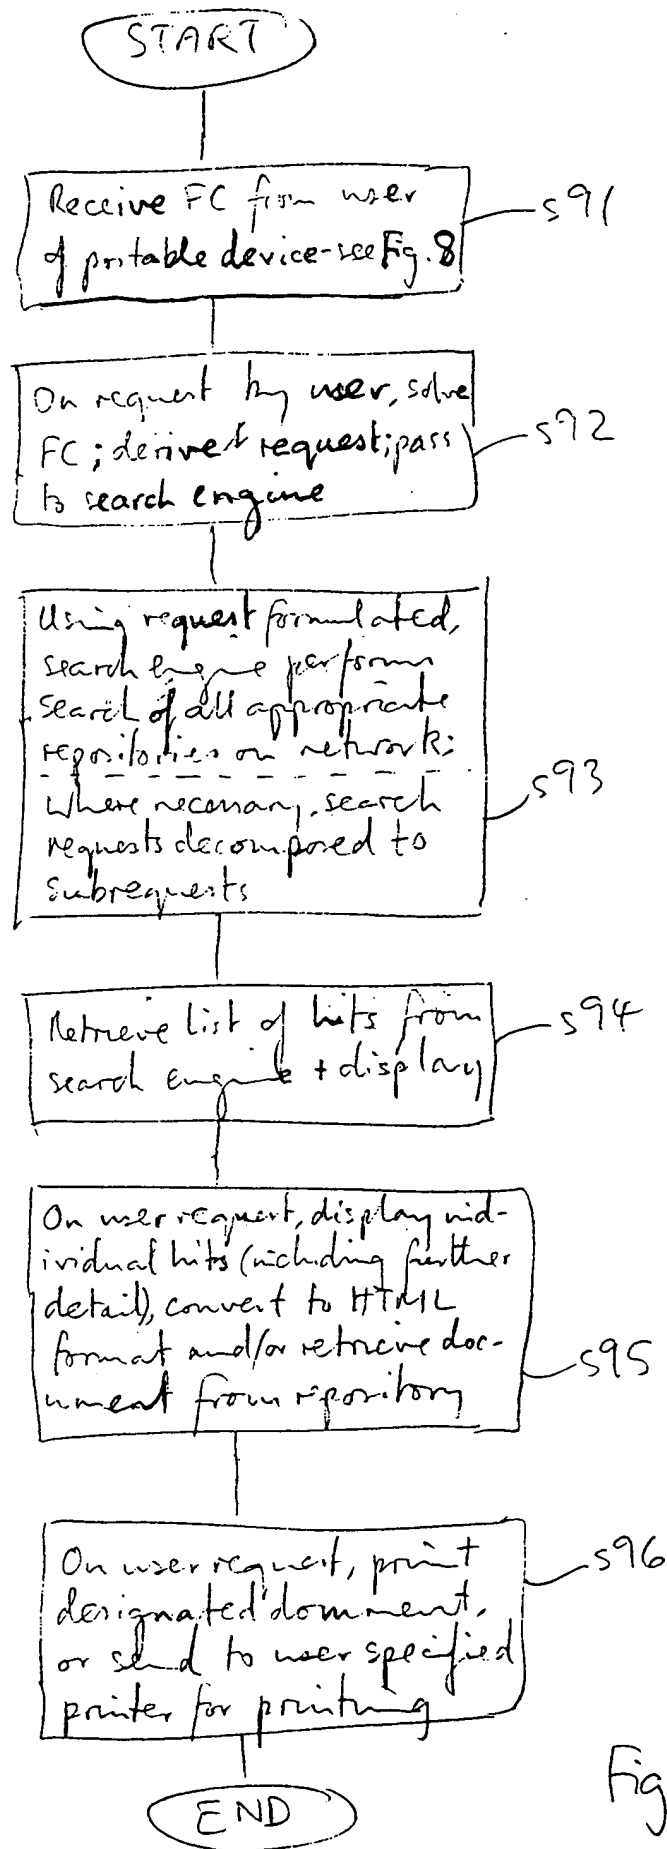 START
Receive FC from user
of portable device-see Fig. 8
s91
On request by user, solve
FC; derive request; pass
to search engine
s92
Using request formulated,
search engine performs
search of all appropriate
repositories on network;
where necessary, search
requests decomposed to
subrequests
s93
Retrieve list of hits from
search engine + display
s94
On user request, display ind-
ividual hits (including further
detail), convert to HTML
format and/or retrieve doc-
ument from repository
s95
On user request, print
designated document,
or send to user specified
printer for printing
s96
END
Fig